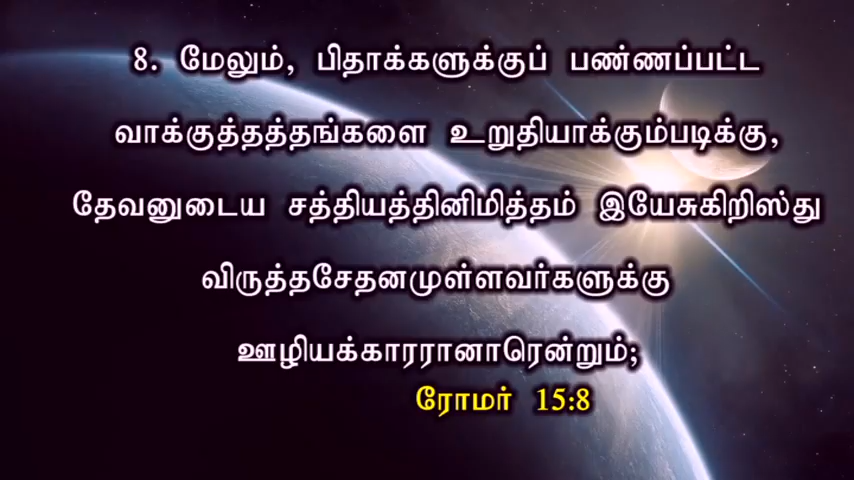 8. மேலும், பிதாக்களுக்குப் பண்ணப்பட்ட
வாக்குத்தத்தங்களை உறுதியாக்கும்படிக்கு,
தேவனுடைய சத்தியத்தினிமித்தம் இயேசுகிறிஸ்து
விருத்தசேதனமுள்ளவர்களுக்கு
ஊழியக்காரரானாரென்றும்;
ரோமர் 15:8